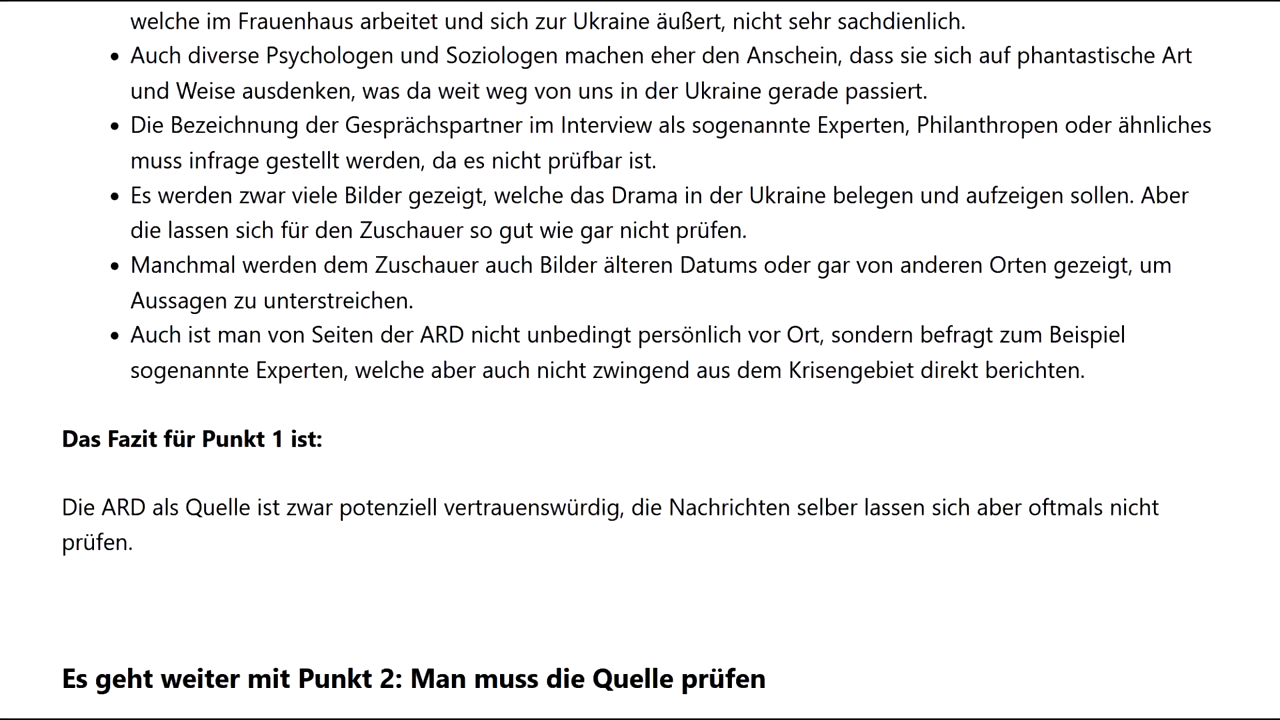 welche im Frauenhaus arbeitet und sich zur Ukraine äußert, nicht sehr sachdienlich.
• Auch diverse Psychologen und Soziologen machen eher den Anschein, dass sie sich auf phantastische Art
und Weise ausdenken, was da weit weg von uns in der Ukraine gerade passiert.
• Die Bezeichnung der Gesprächspartner im Interview als sogenannte Experten, Philanthropen oder ähnliches
muss infrage gestellt werden, da es nicht prüfbar ist.
• Es werden zwar viele Bilder gezeigt, welche das Drama in der Ukraine belegen und aufzeigen sollen. Aber
die lassen sich für den Zuschauer so gut wie gar nicht prüfen.
• Manchmal werden dem Zuschauer auch Bilder älteren Datums oder gar von anderen Orten gezeigt, um
Aussagen zu unterstreichen.
• Auch ist man von Seiten der ARD nicht unbedingt persönlich vor Ort, sondern befragt zum Beispiel
sogenannte Experten, welche aber auch nicht zwingend aus dem Krisengebiet direkt berichten.
Das Fazit für Punkt 1 ist:
Die ARD als Quelle ist zwar potenziell vertrauenswürdig, die Nachrichten selber lassen sich aber oftmals nicht
prüfen.
Es geht weiter mit Punkt 2: Man muss die Quelle prüfen